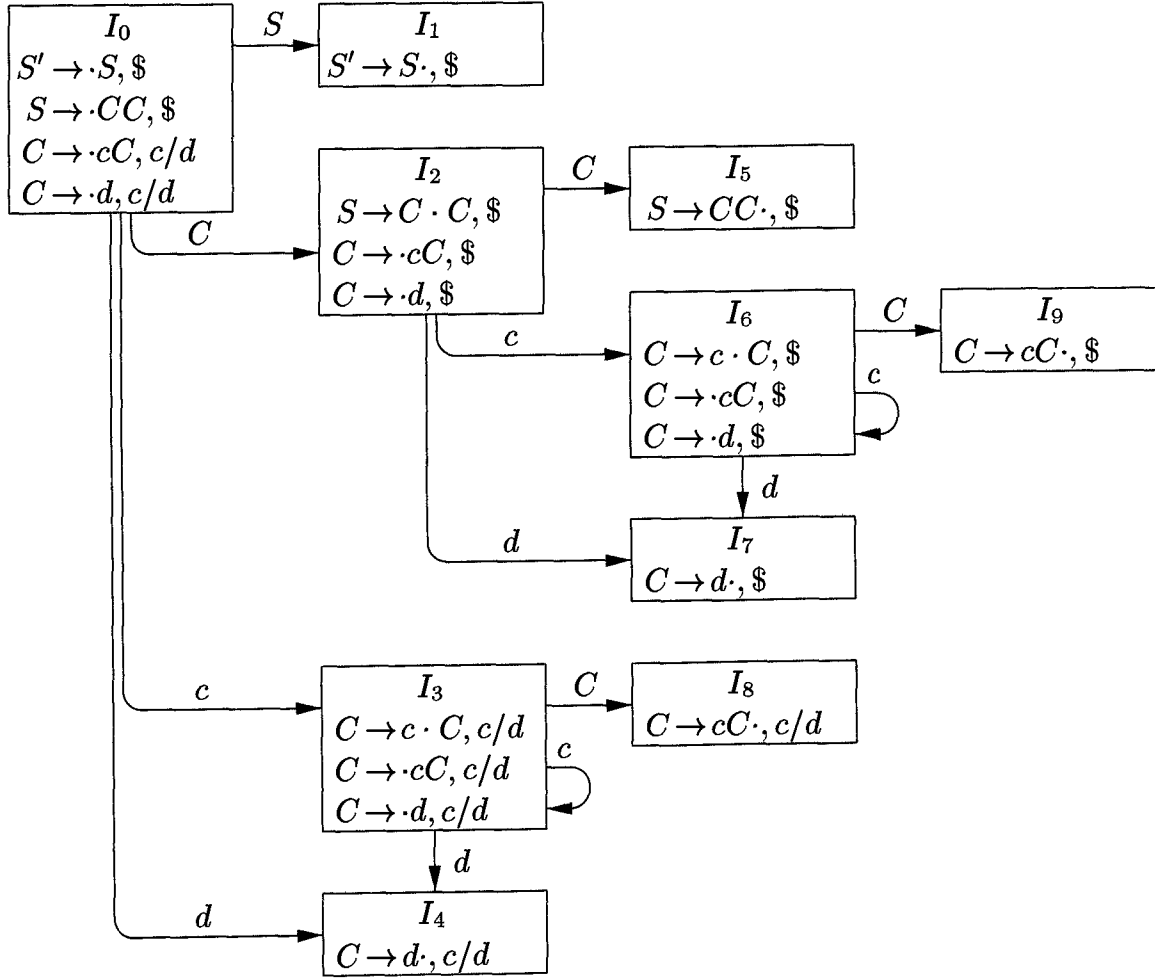 I₀
S′ → ·S, $
S → ·CC, $
C → ·cC, c/d
C → ·d, c/d
S
I₁
S′ → S·, $
C
I₂
S → C · C, $
C → ·cC, $
C → ·d, $
C
I₅
S → CC·, $
c
I₆
C → c · C, $
C → ·cC, $
C → ·d, $
C
I₉
C → cC·, $
c
d
d
I₇
C → d·, $
c
I₃
C → c · C, c/d
C → ·cC, c/d
C → ·d, c/d
C
I₈
C → cC·, c/d
c
d
d
I₄
C → d·, c/d